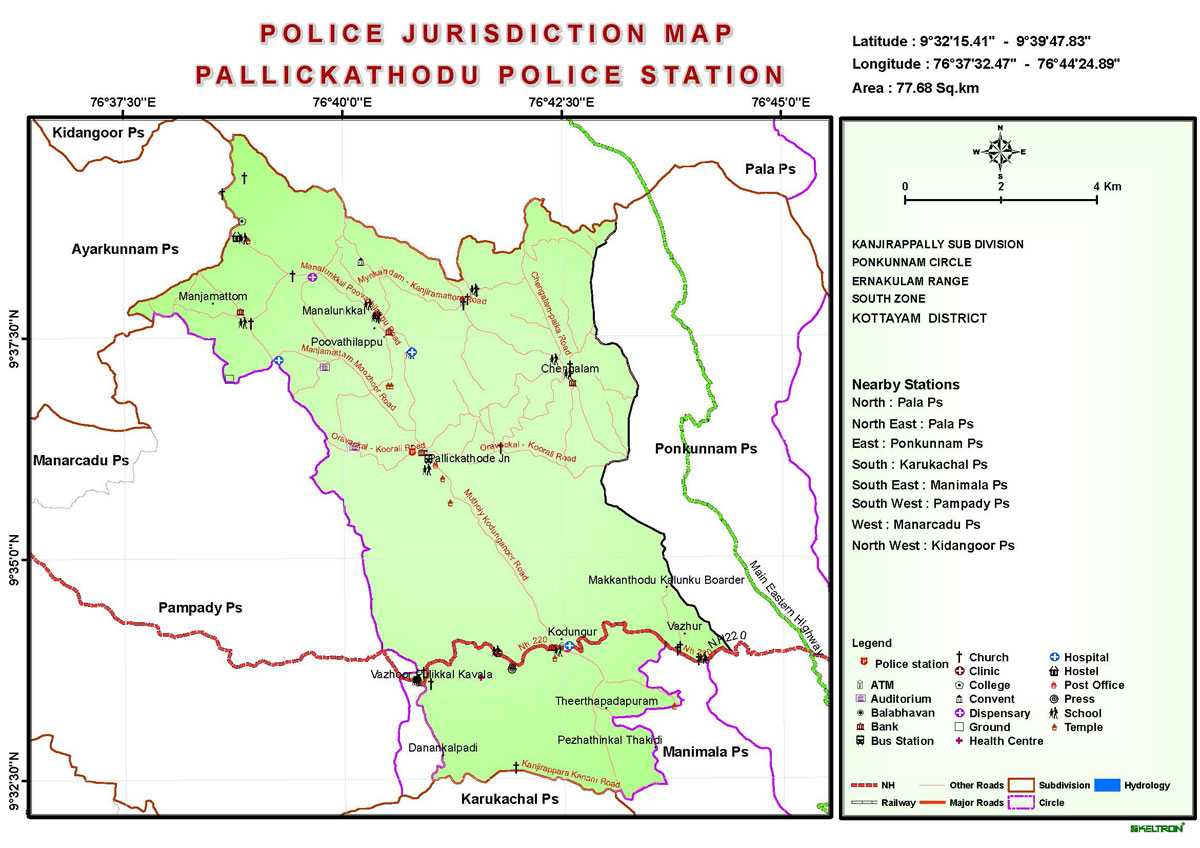 POLICE JURISDICTION MAP
PALLICKATHODU POLICE STATION
Latitude : 9°32'15.41" - 9°39'47.83"
Longitude : 76°37'32.47" - 76°44'24.89"
Area : 77.68 Sq.km
76°37'30"E
76°40'0"E
76°42'30"E
76°45'0"E
9°37'30"N
9°35'0"N
9°32'30"N
Kidangoor Ps
Pala Ps
Ayarkunnam Ps
Manjamattom
Manalunkkal Poovathilappu Road
Mynkandam - Kanjiramattom Road
Chengalam-paika Road
Manalunkkal
Poovathilappu
Manjamattam Moozhoor Road
Chengalam
Oravackal - Koorali Road
Oravackal - Koorali Road
Pallickathode Jn
Manarcadu Ps
Ponkunnam Ps
Mutholy Kodunganoor Road
Makkanthodu Kalunku Boarder
Main Eastern Highway
Pampady Ps
Kodungur
Vazhur
Nh 220
Nh 220
NH220
Vazhoor Pulikkal Kavala
Theerthapadapuram
Danankalpadi
Pezhathinkal Thakidi
Manimala Ps
Kanjirappara Kanam Road
Karukachal Ps
N
W E
S
0 2 4 Km
KANJIRAPPALLY SUB DIVISION
PONKUNNAM CIRCLE
ERNAKULAM RANGE
SOUTH ZONE
KOTTAYAM DISTRICT
Nearby Stations
North : Pala Ps
North East : Pala Ps
East : Ponkunnam Ps
South : Karukachal Ps
South East : Manimala Ps
South West : Pampady Ps
West : Manarcadu Ps
North West : Kidangoor Ps
Legend
Police station
ATM
Auditorium
Balabhavan
Bank
Bus Station
Church
Clinic
College
Convent
Dispensary
Ground
Health Centre
Hospital
Hostel
Post Office
Press
School
Temple
NH
Other Roads
Subdivision
Hydrology
Railway
Major Roads
Circle
KELTRON